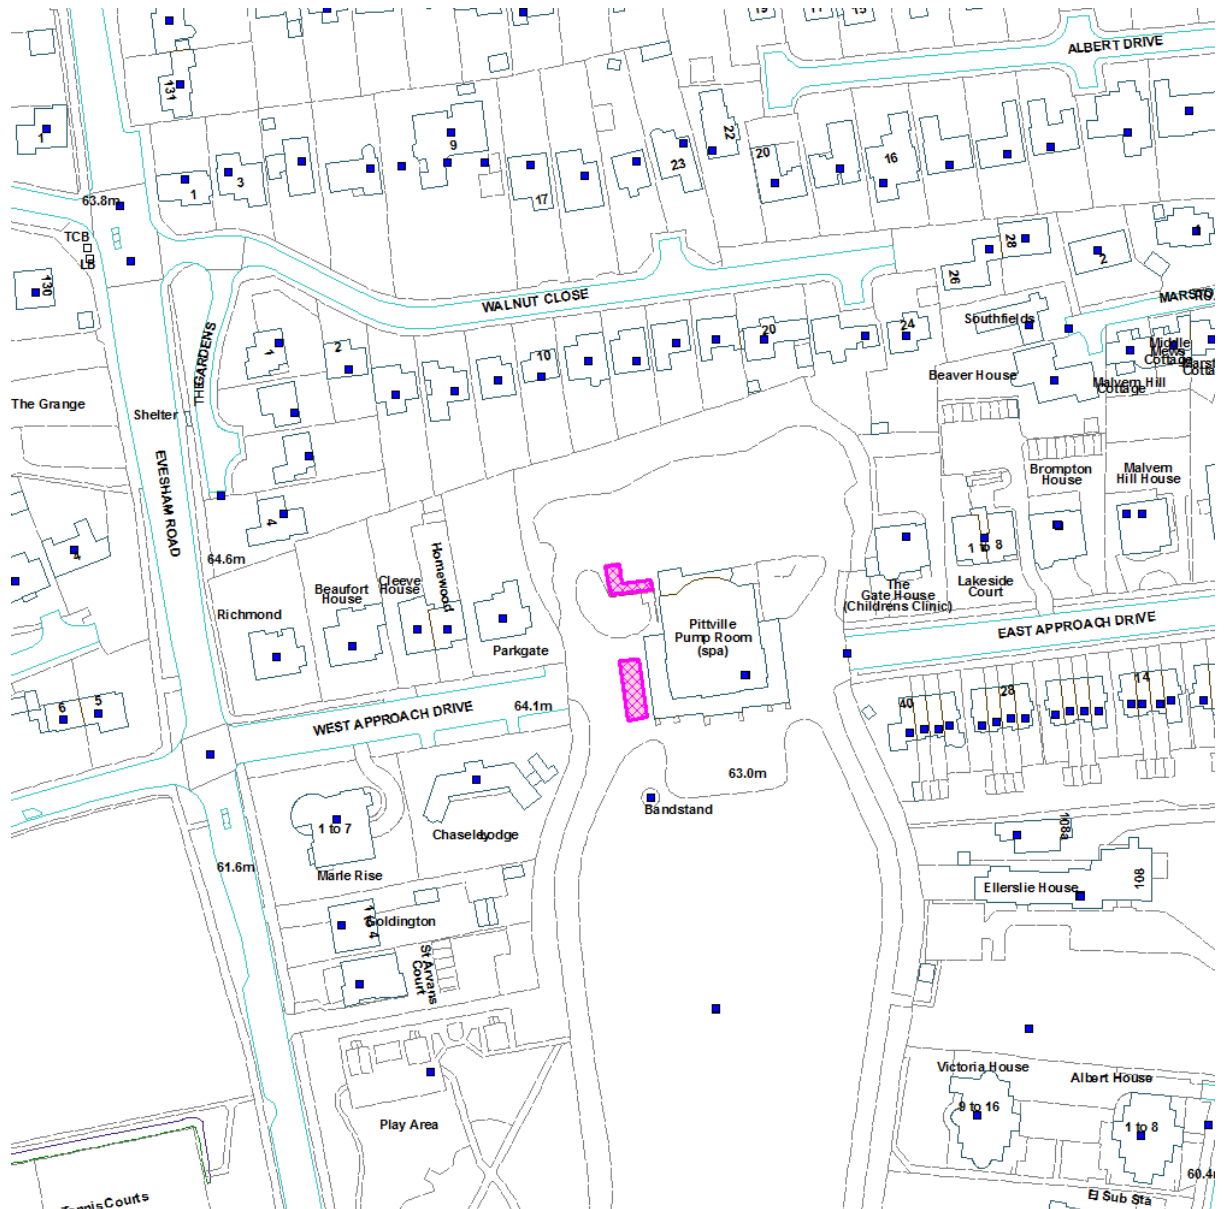 ALBERT DRIVE
131
1
9
22
23
20
16
17
1
3
63.8m
TCB
LB
130
28
26
2
WALNUT CLOSE
THE GARDENS
Southfields
1
2
10
20
24
Middle
Mews
Cottage
Beaver House
Malvern Hill
Cottage
The Grange
Shelter
EVESHAM ROAD
Brompton
House
Malvern
Hill House
4
4
64.6m
Homewood
1 to 8
Lakeside
Court
Beaufort
House
Cleeve
House
The
Gate House
(Childrens Clinic)
Richmond
Pittville
Pump Room
(spa)
EAST APPROACH DRIVE
Parkgate
6
5
WEST APPROACH DRIVE
64.1m
40
28
14
63.0m
Bandstand
1 to 7
Chasely Lodge
108a
61.6m
Marle Rise
Ellerslie House
108
1 to 4
Goldington
St Arvans
Court
Victoria House
Albert House
9 to 16
1 to 8
Play Area
Tennis Courts
El Sub Sta